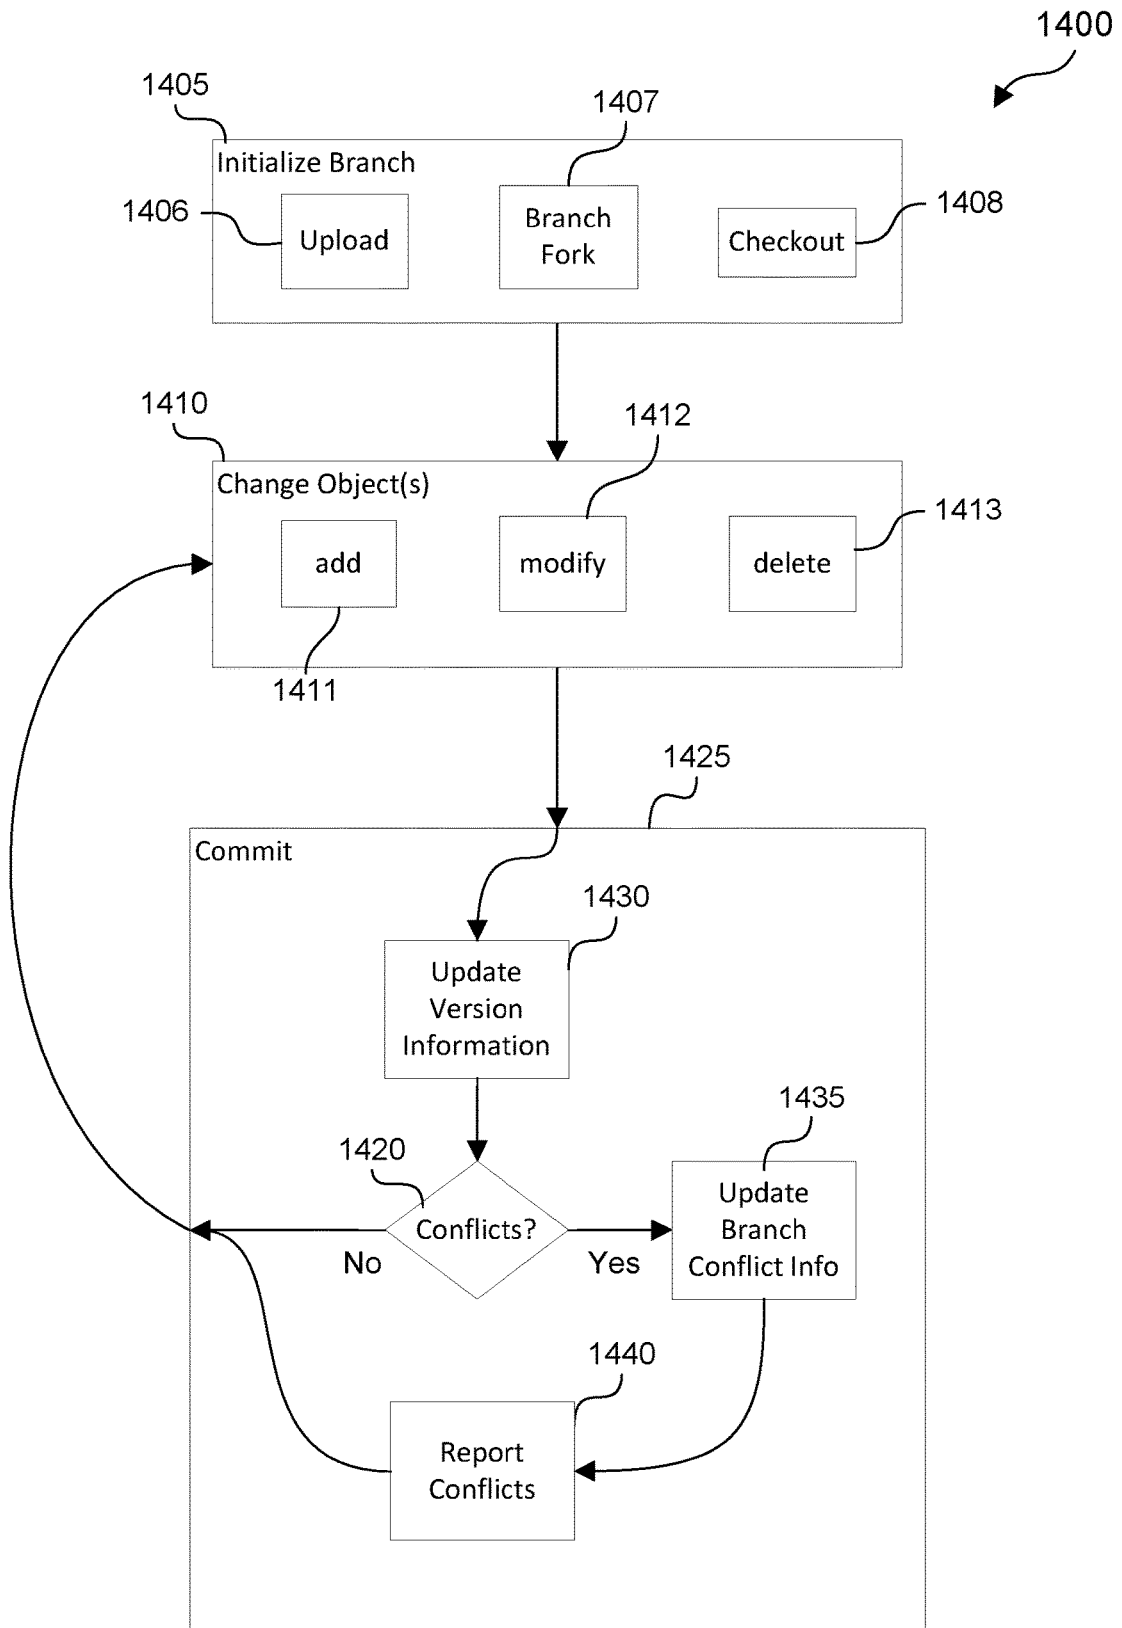 1400
1405
1407
Initialize Branch
1406
Upload
Branch
Fork
1408
Checkout
1410
1412
Change Object(s)
1413
add
modify
delete
1411
1425
Commit
1430
Update
Version
Information
1435
1420
Conflicts?
No
Yes
Update
Branch
Conflict Info
1440
Report
Conflicts